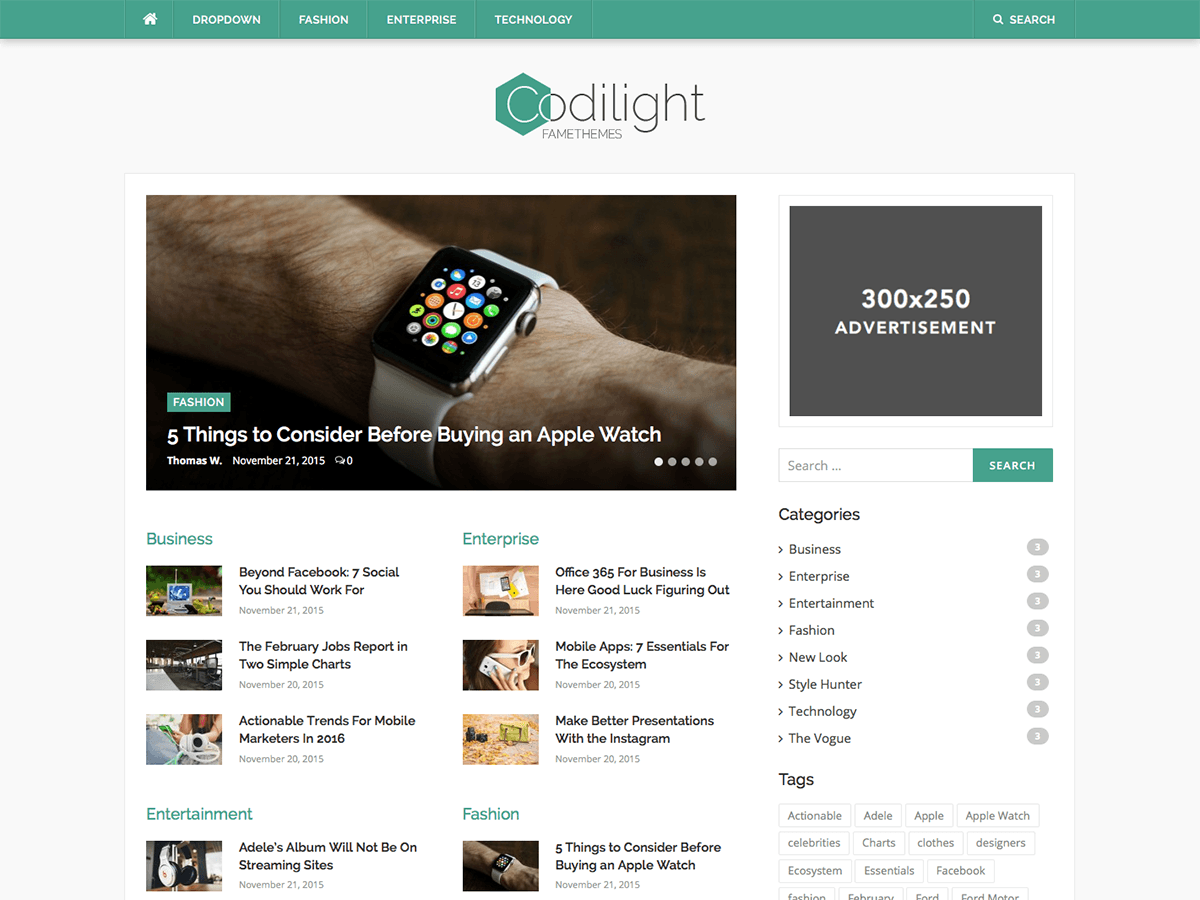 DROPDOWN
FASHION
ENTERPRISE
TECHNOLOGY
SEARCH
Codilight
FAMETHEMES
FASHION
5 Things to Consider Before Buying an Apple Watch
Thomas W. November 21, 2015 0
300x250
ADVERTISEMENT
Search ...
SEARCH
Business
Beyond Facebook: 7 Social
You Should Work For
November 21, 2015
The February Jobs Report in
Two Simple Charts
November 20, 2015
Actionable Trends For Mobile
Marketers In 2016
November 20, 2015
Enterprise
Office 365 For Business Is
Here Good Luck Figuring Out
November 21, 2015
Mobile Apps: 7 Essentials For
The Ecosystem
November 20, 2015
Make Better Presentations
With the Instagram
November 20, 2015
Entertainment
Adele's Album Will Not Be On
Streaming Sites
November 21, 2015
Fashion
5 Things to Consider Before
Buying an Apple Watch
November 21, 2015
Categories
Business 3
Enterprise 3
Entertainment 3
Fashion 3
New Look 3
Style Hunter 3
Technology 3
The Vogue 3
Tags
Actionable Adele Apple Apple Watch
celebrities Charts clothes designers
Ecosystem Essentials Facebook
fashion February Ford Ford Motor